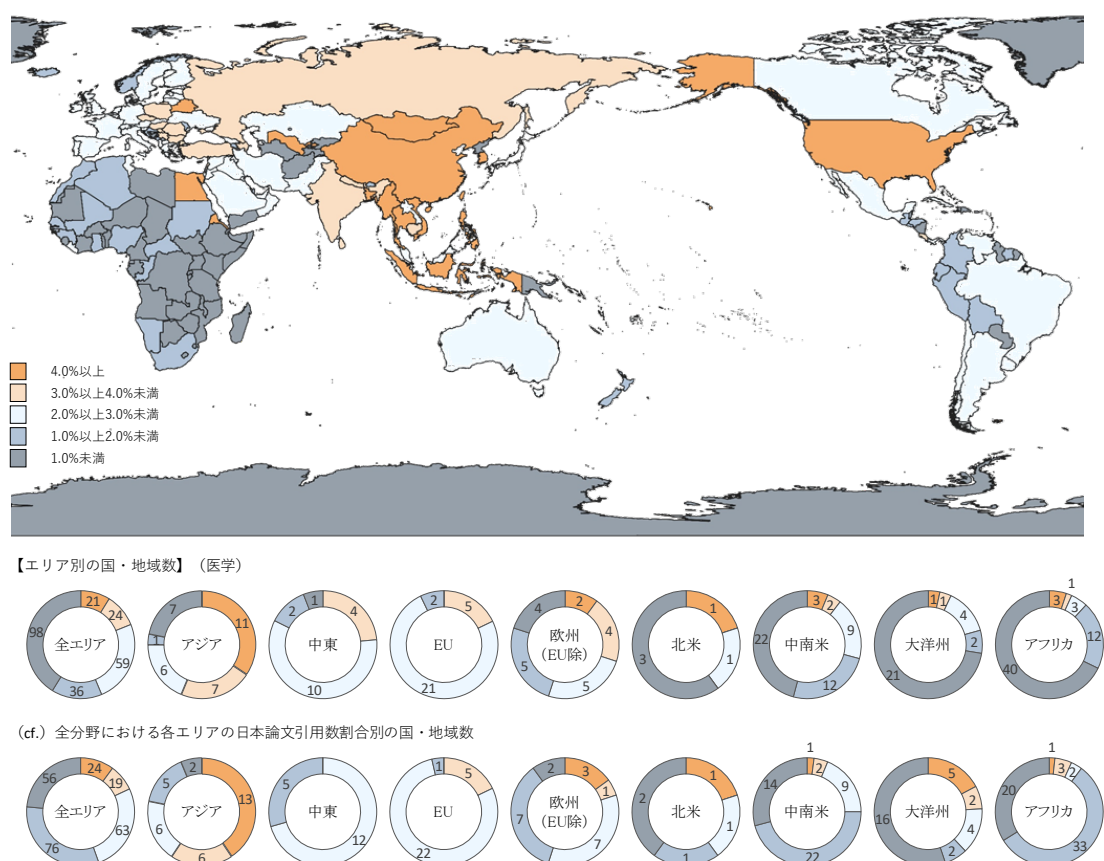 4.0%以上
3.0%以上4.0%未満
2.0%以上3.0%未満
1.0%以上2.0%未満
1.0%未満
【エリア別の国・地域数】（医学）
全エリア 21 24 59 36 98
アジア 11 7 6 1 7
中東 4 10 2 1
EU 5 21 2
欧州
(EU除) 2 4 5 5 4
北米 1 1 3
中南米 3 2 9 12 22
大洋州 1 1 4 2 21
アフリカ 3 1 3 12 40
（cf.）全分野における各エリアの日本論文引用数割合別の国・地域数
全エリア 24 19 63 76 56
アジア 13 6 6 5 2
中東 12 5
EU 5 22 1
欧州
(EU除) 3 1 7 7 2
北米 1 1 1 2
中南米 1 2 9 22 14
大洋州 5 2 4 2 16
アフリカ 1 3 2 33 20